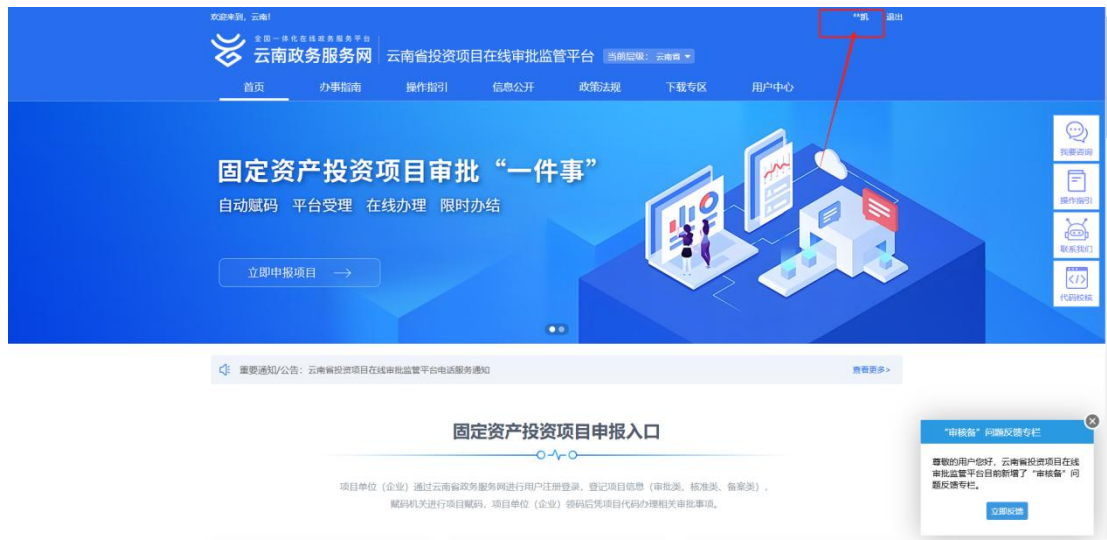 欢迎来到，云南！
**凯 退出
全国一体化在线政务服务平台
云南政务服务网 云南省投资项目在线审批监管平台 当前层级：云南省
首页 办事指南 操作指引 信息公开 政策法规 下载专区 用户中心
固定资产投资项目审批“一件事”
自动赋码 平台受理 在线办理 限时办结
立即申报项目
我要咨询
操作指引
联系我们
代码校核
重要通知/公告：云南省投资项目在线审批监管平台电话服务通知 查看更多>
固定资产投资项目申报入口
项目单位（企业）通过云南省政务服务网进行用户注册登录，登记项目信息（审批类、核准类、备案类）。
赋码机关进行项目赋码，项目单位（企业）领码后凭项目代码办理相关审批事项。
“审核备”问题反馈专栏
尊敬的用户您好，云南省投资项目在线
审批监管平台目前新增了“审核备”问
题反馈专栏。
立即反馈